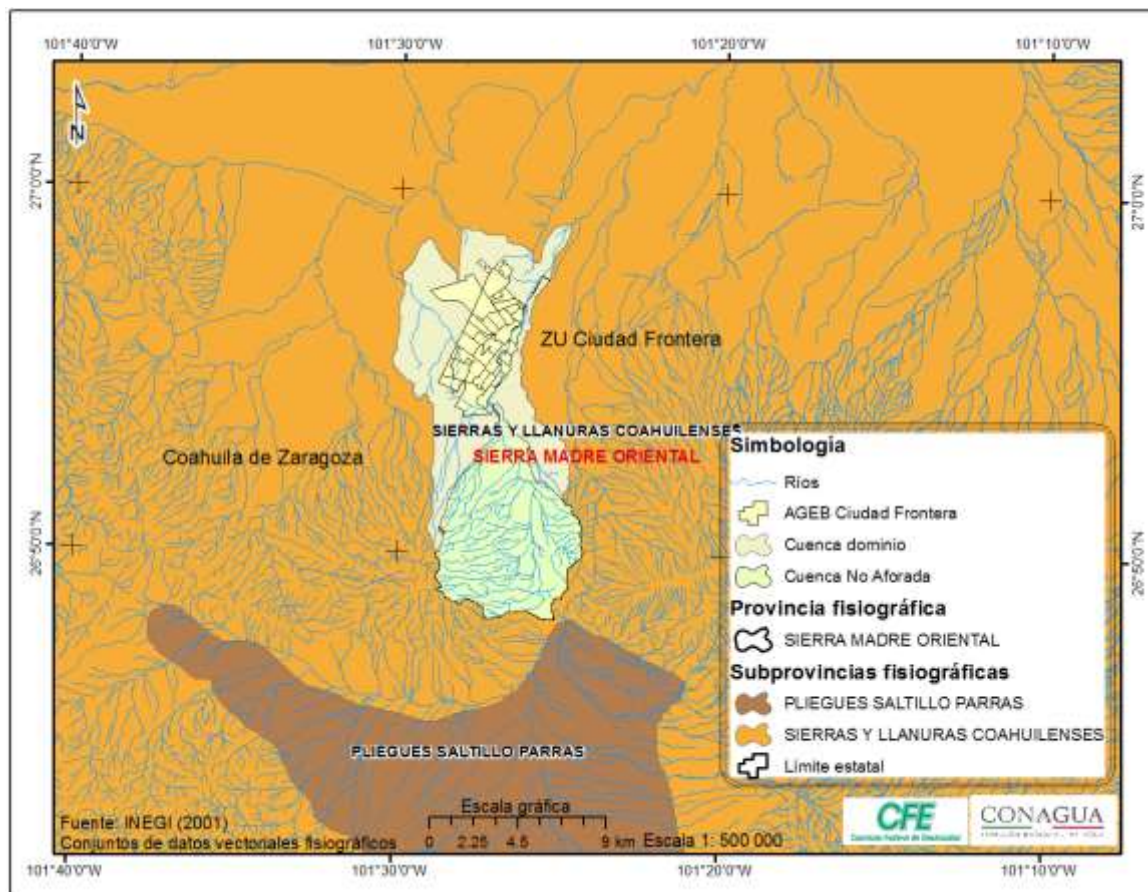 101°40'0"W 101°30'0"W 101°20'0"W 101°10'0"W
N
27°0'0"N
27°0'0"N
ZU Ciudad Frontera
SIERRAS Y LLANURAS COAHUILENSES
Coahuila de Zaragoza
SIERRA MADRE ORIENTAL
26°50'0"N
26°50'0"N
Simbología
Ríos
AGEB Ciudad Frontera
Cuenca dominio
Cuenca No Aforada
Provincia fisiográfica
SIERRA MADRE ORIENTAL
Subprovincias fisiográficas
PLIEGUES SALTILLO PARRAS
SIERRAS Y LLANURAS COAHUILENSES
Límite estatal
PLIEGUES SALTILLO PARRAS
Escala gráfica
0 2.25 4.5 9 km
Escala 1: 500 000
Fuente: INEGI (2001)
Conjuntos de datos vectoriales fisiográficos
CFE
Comisión Federal de Electricidad
CONAGUA
101°40'0"W 101°30'0"W 101°20'0"W 101°10'0"W